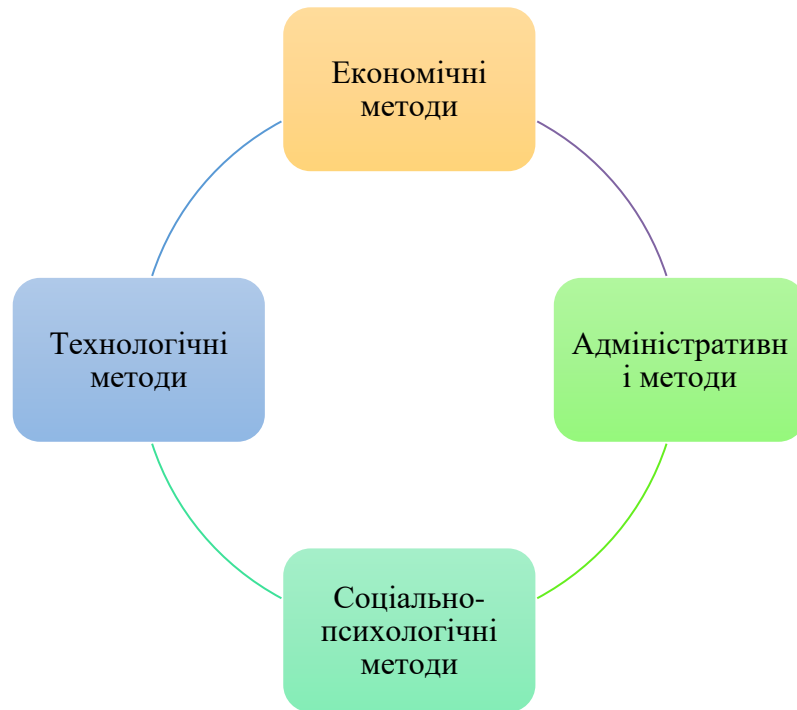 Економічні
методи
Технологічні
методи
Адміністративн
і методи
Соціально-
психологічні
методи